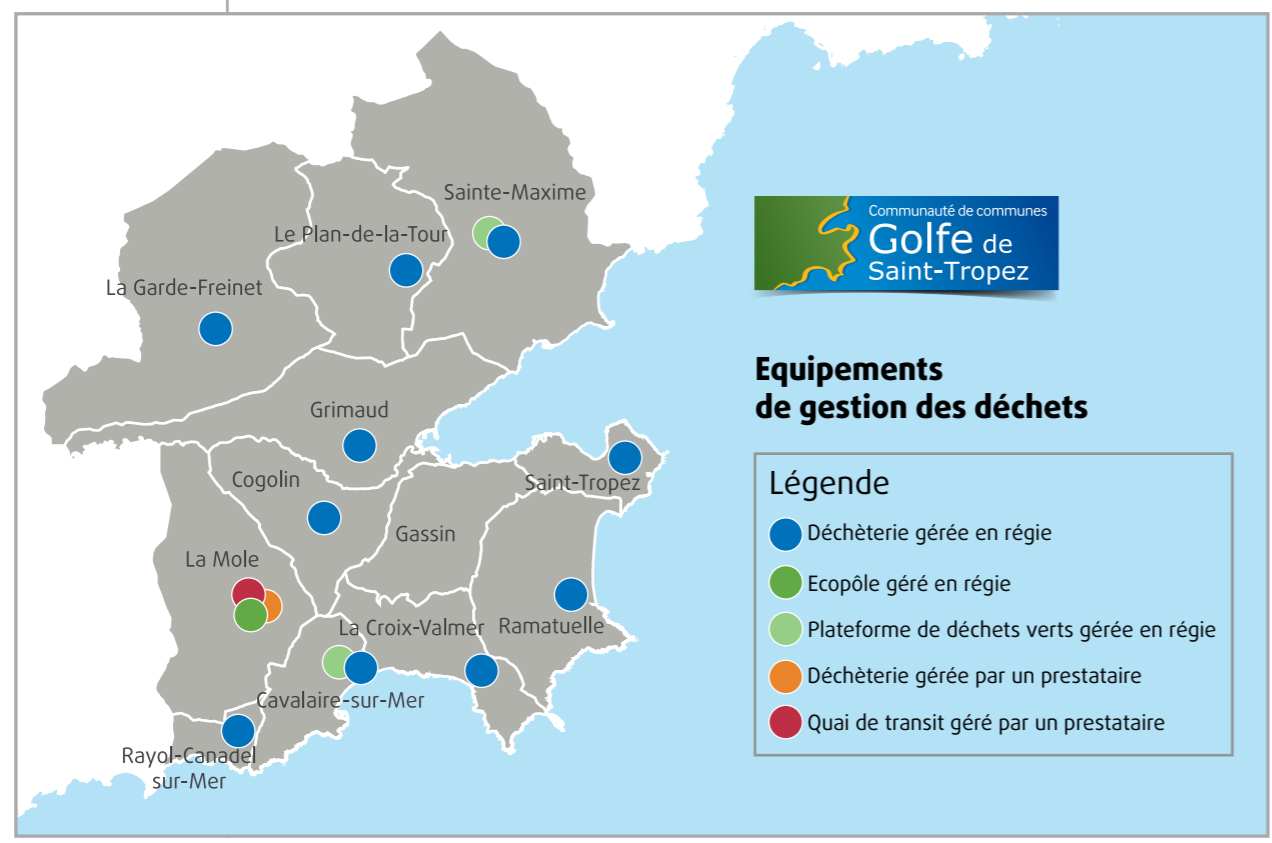 Sainte-Maxime
Le Plan-de-la-Tour
La Garde-Freinet
Grimaud
Cogolin
Saint-Tropez
Gassin
La Mole
La Croix-Valmer
Ramatuelle
Cavalaire-sur-Mer
Rayol-Canadel
sur-Mer
Communauté de communes
Golfe de
Saint-Tropez
Equipements
de gestion des déchets
Légende
Déchèterie gérée en régie
Ecopôle géré en régie
Plateforme de déchets verts gérée en régie
Déchèterie gérée par un prestataire
Quai de transit géré par un prestataire